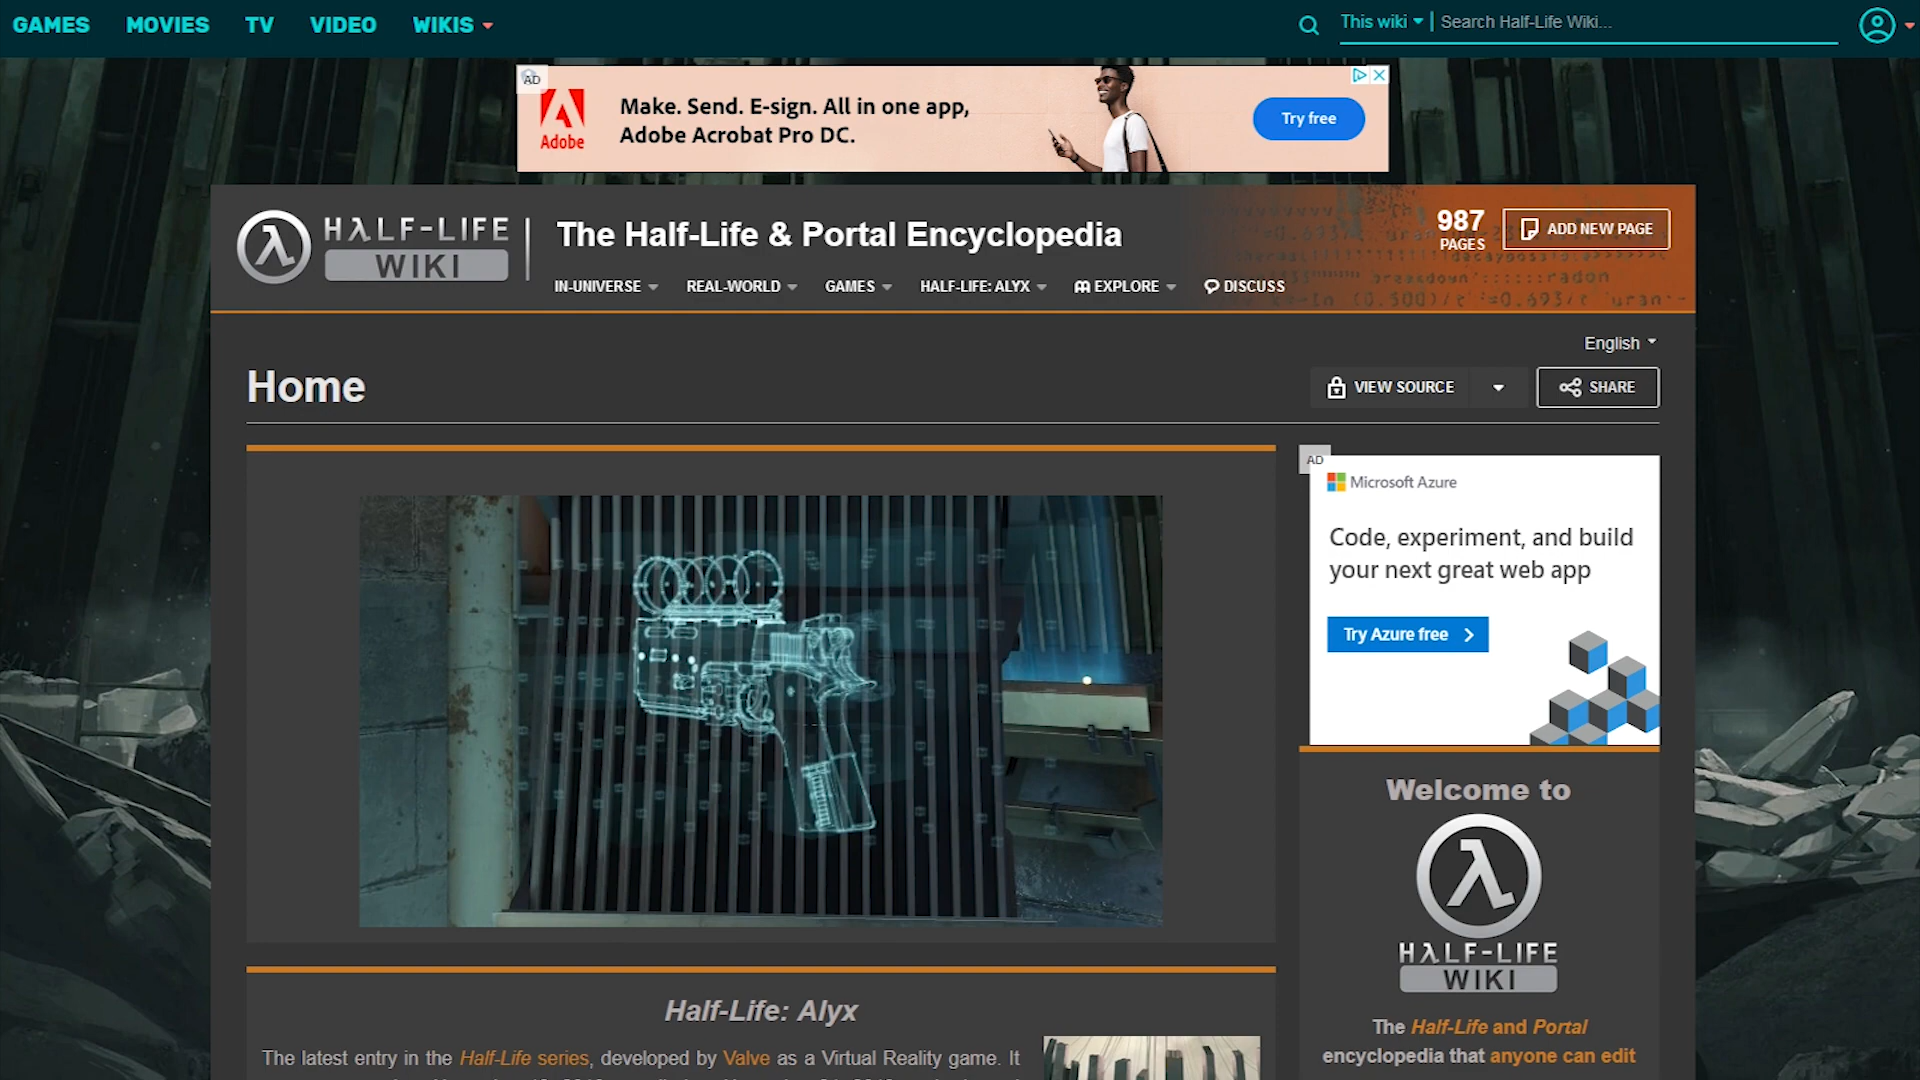 GAMES MOVIES TV VIDEO WIKIS
This wiki Search Half-Life Wiki...
AD
Make. Send. E-sign. All in one app,
Adobe Acrobat Pro DC.
Adobe
Try free
HλLF-LIFE
WIKI
The Half-Life & Portal Encyclopedia
987
PAGES
ADD NEW PAGE
IN-UNIVERSE REAL-WORLD GAMES HALF-LIFE: ALYX EXPLORE DISCUSS
English
Home
VIEW SOURCE
SHARE
AD
Microsoft Azure
Code, experiment, and build
your next great web app
Try Azure free
Welcome to
HλLF-LIFE
WIKI
The Half-Life and Portal
encyclopedia that anyone can edit
Half-Life: Alyx
The latest entry in the Half-Life series, developed by Valve as a Virtual Reality game. It